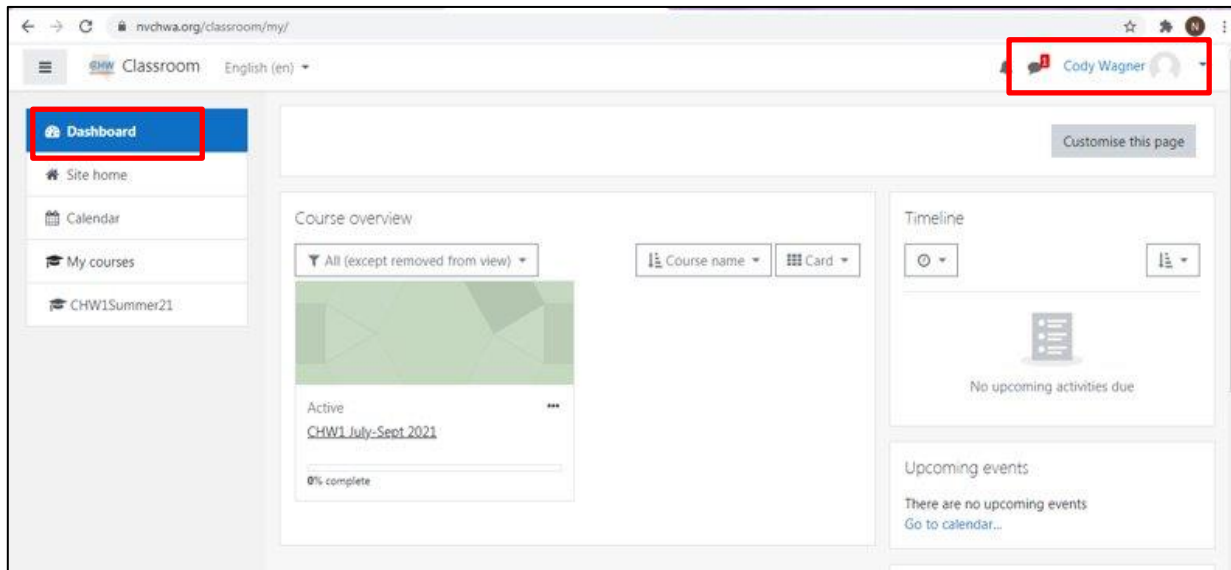 nvchwa.org/classroom/my/
N
CHW Classroom English (en)
1 Cody Wagner
Dashboard
Customise this page
Site home
Calendar
My courses
CHW1Summer21
Course overview
All (except removed from view)
Course name
Card
Active
CHW1 July-Sept 2021
0% complete
Timeline
No upcoming activities due
Upcoming events
There are no upcoming events
Go to calendar...